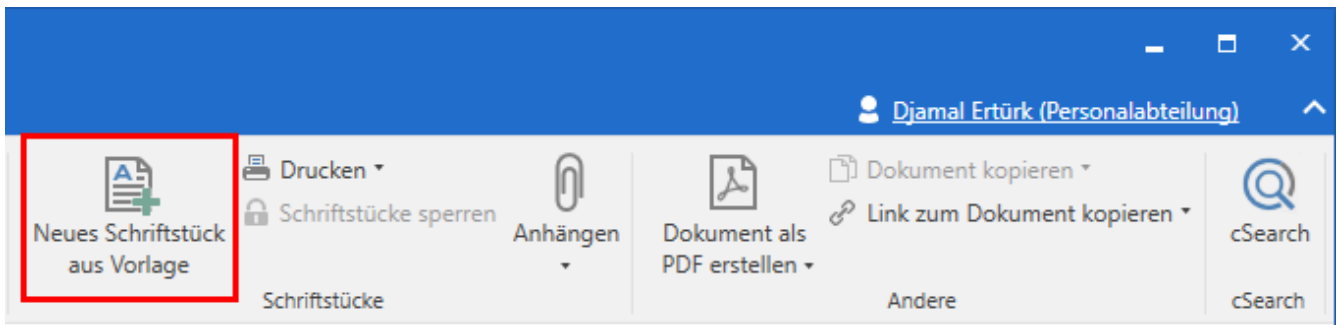 Djamal Ertürk (Personalabteilung)
Neues Schriftstück
aus Vorlage
Drucken
Schriftstücke sperren
Anhängen
Schriftstücke
Dokument als
PDF erstellen
Dokument kopieren
Link zum Dokument kopieren
Andere
cSearch
cSearch